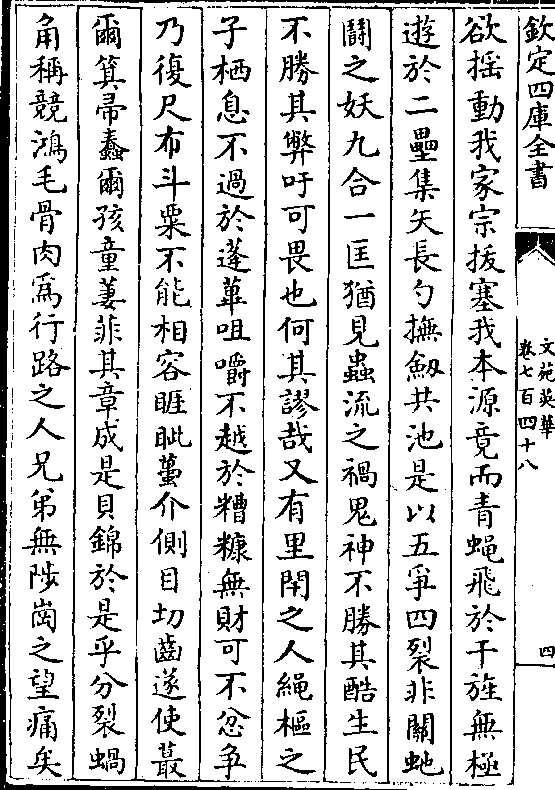 欽定四庫全書
文苑英華
卷七百四十八
四
欲揺動我家宗拔塞我本源竟而青蝇飛於干旌無極
遊於二壘集矢長勺撫劔共池是以五爭四裂非關虵
鬪之妖九合一匡猶見蟲流之禍鬼神不勝其酷生民
不勝其弊吁可畏也何其謬哉又有里閈之人繩樞之
子栖息不過於蓬蓽咀嚼不越於糟糠無財可不忿争
乃復尺布斗粟不能相容睚眦蠆介側目切齒遂使蕞
爾箕帚蠢爾孩童萋菲其章成是貝錦於是乎分裂蝸
角稱競鴻毛骨肉為行路之人兄弟無陟崗之望痛矣